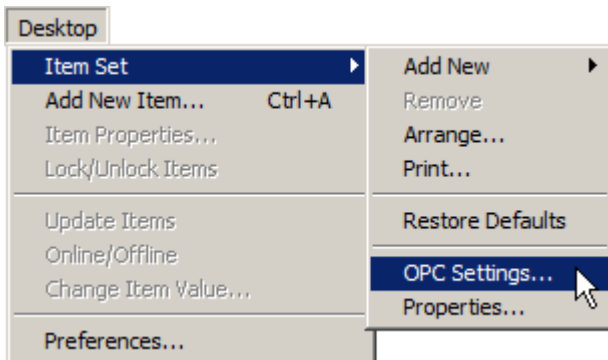 Desktop
Item Set
Add New Item... Ctrl+A
Item Properties...
Lock/Unlock Items
Update Items
Online/Offline
Change Item Value...
Preferences...
Add New
Remove
Arrange...
Print...
Restore Defaults
OPC Settings...
Properties...